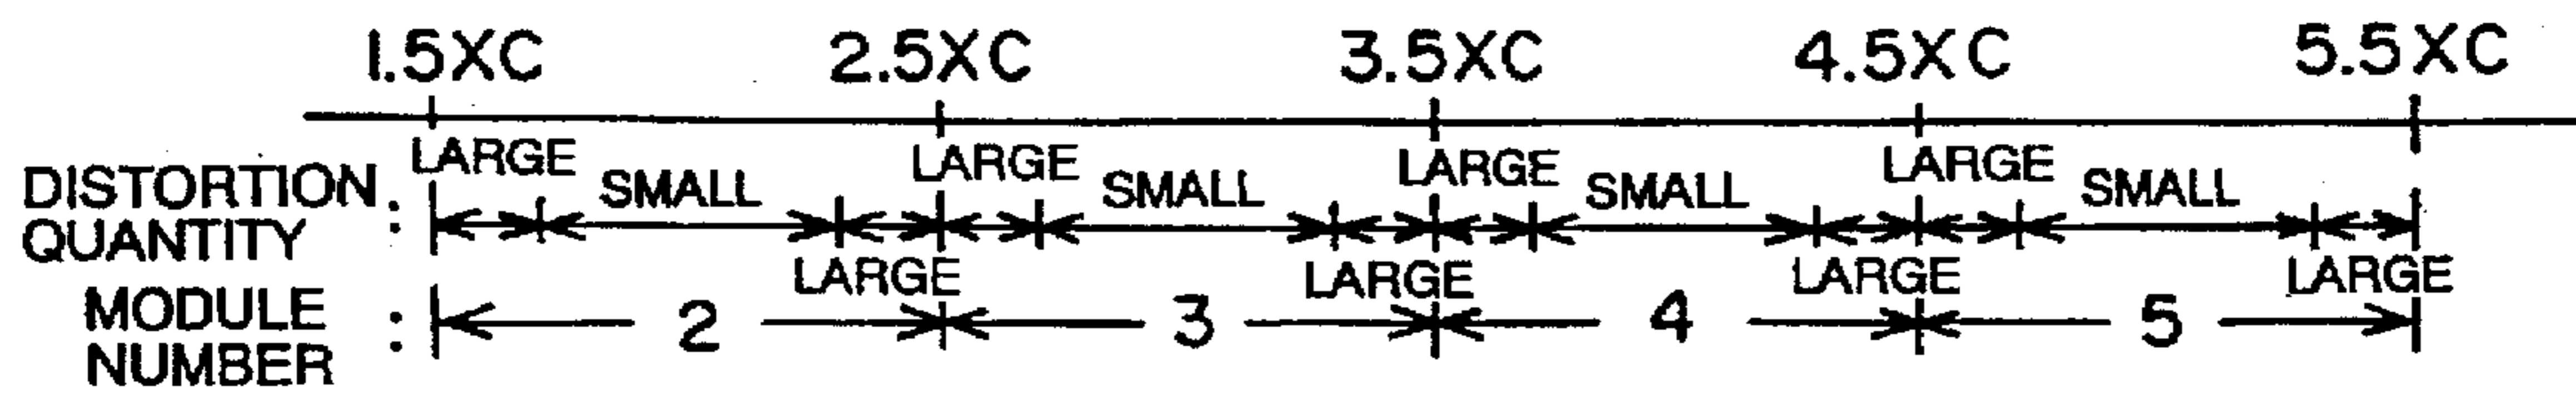 1.5XC 2.5XC 3.5XC 4.5XC 5.5XC
LARGE LARGE LARGE LARGE
DISTORTION SMALL SMALL SMALL SMALL
QUANTITY :
LARGE LARGE LARGE LARGE
MODULE
NUMBER : 2 3 4 5